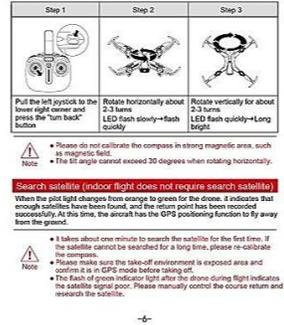 Step 1 Step 2 Step 3
Pull the left joystick to the
lower right owner and
press the "turn back"
button
Rotate horizontally about
2-3 turns
LED flash slowly→flash
quickly
Rotate vertically for about
2-3 turns
LED flash quickly→Long
bright
Note
• Please do not calibrate the compass in strong magnetic area, such
as magnetic field.
• The tilt angle cannot exceed 30 degrees when rotating horizontally.
Search satellite (indoor flight does not require search satellite)
When the pilot light changes from orange to green for the drone. it indicates that
enough satellites have been found, and the return point has been recorded
successfully. At this time, the aircraft has the GPS positioning function to fly away
from the ground.
Note
• It takes about one minute to search the satellite for the first time. If
the satellite cannot be searched for a long time, please re-calibrate
the compass.
• Please make sure the take-off environment is exposed area and
confirm it is in GPS mode before taking off.
• The flash of green indicator light after the drone during flight indicates
the satellite signal poor. Please manually control the course return and
research the satellite.
-6-